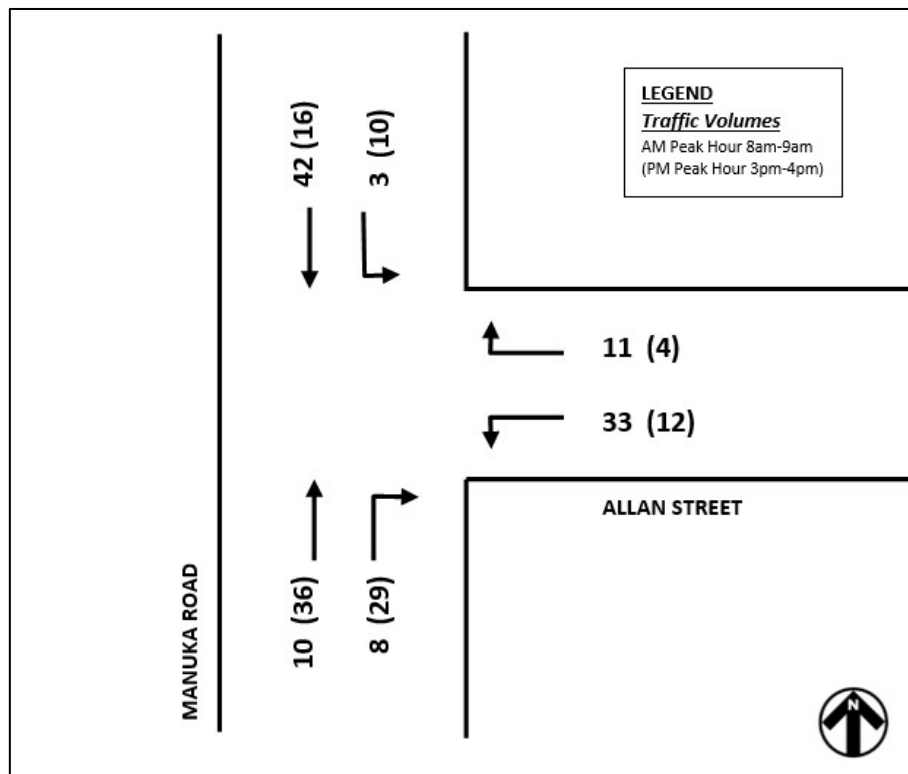 42 (16)
3 (10)
LEGEND
Traffic Volumes
AM Peak Hour 8am-9am
(PM Peak Hour 3pm-4pm)
11 (4)
33 (12)
ALLAN STREET
10 (36)
8 (29)
MANUKA ROAD
N